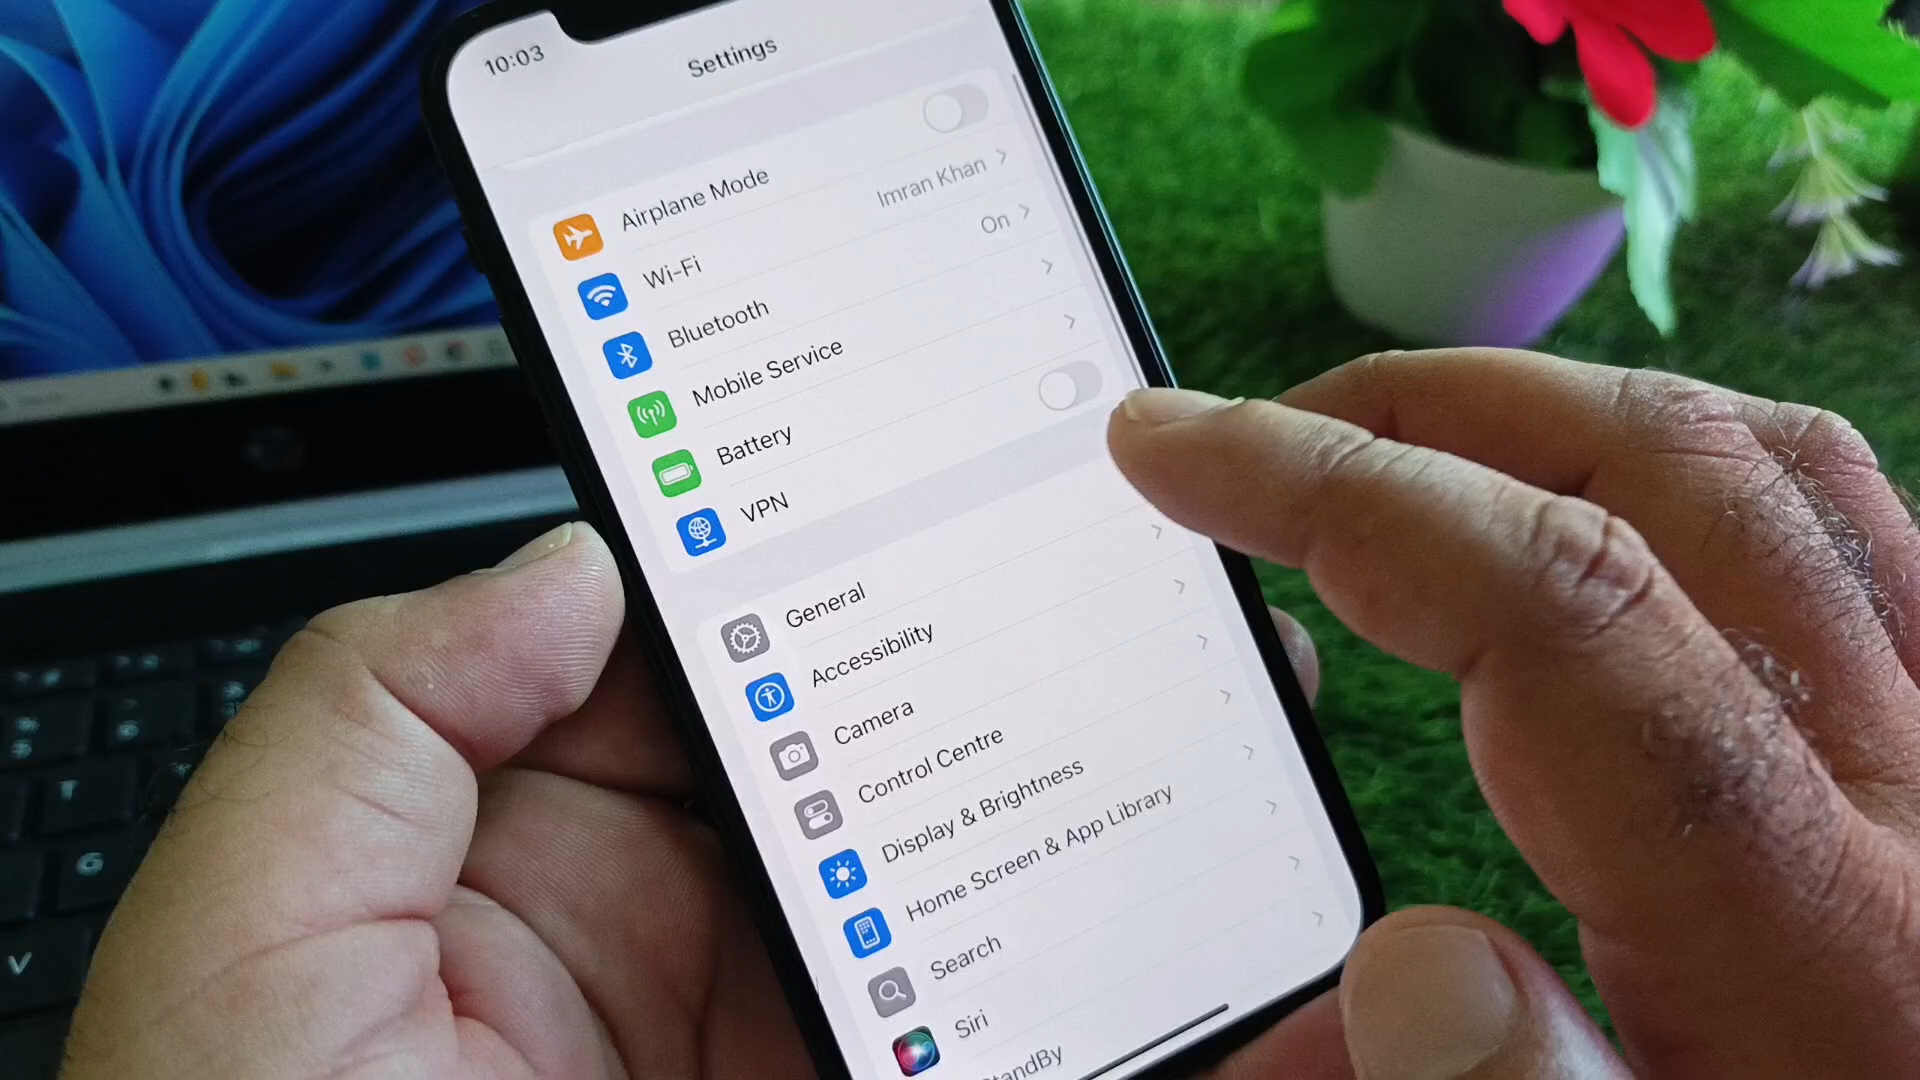 10:03
Settings
Airplane Mode
Wi-Fi Imran Khan
Bluetooth On
Mobile Service
Battery
VPN
General
Accessibility
Camera
Control Centre
Display & Brightness
Home Screen & App Library
Search
Siri
StandBy
6
V